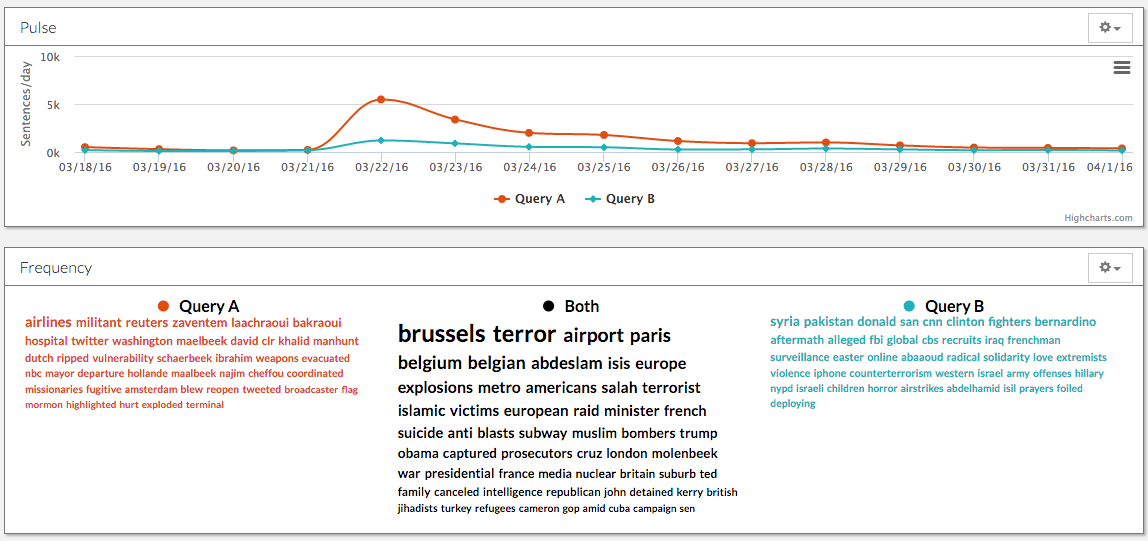 Pulse
10k
5k
0k
Sentences/day
03/18/16 03/19/16 03/20/16 03/21/16 03/22/16 03/23/16 03/24/16 03/25/16 03/26/16 03/27/16 03/28/16 03/29/16 03/30/16 03/31/16 04/1/16
Query A Query B
Highcharts.com
Frequency
Query A
airlines militant reuters zaventem laachraoui bakraoui
hospital twitter washington maelbeek david clr khalid manhunt
dutch ripped vulnerability schaerbeek ibrahim weapons evacuated
nbc mayor departure hollande maalbeek najim cheffou coordinated
missionaries fugitive amsterdam blew reopen tweeted broadcaster flag
mormon highlighted hurt exploded terminal
Both
brussels terror airport paris
belgium belgian abdeslam isis europe
explosions metro americans salah terrorist
islamic victims european raid minister french
suicide anti blasts subway muslim bombers trump
obama captured prosecutors cruz london molenbeek
war presidential france media nuclear britain suburb ted
family canceled intelligence republican john detained kerry british
jihadists turkey refugees cameron gop amid cuba campaign sen
Query B
syria pakistan donald san cnn clinton fighters bernardino
aftermath alleged fbi global cbs recruits iraq frenchman
surveillance easter online abaaoud radical solidarity love extremists
violence iphone counterterrorism western israel army offenses hillary
nypd israeli children horror airstrikes abdelhamid isil prayers foiled
deploying